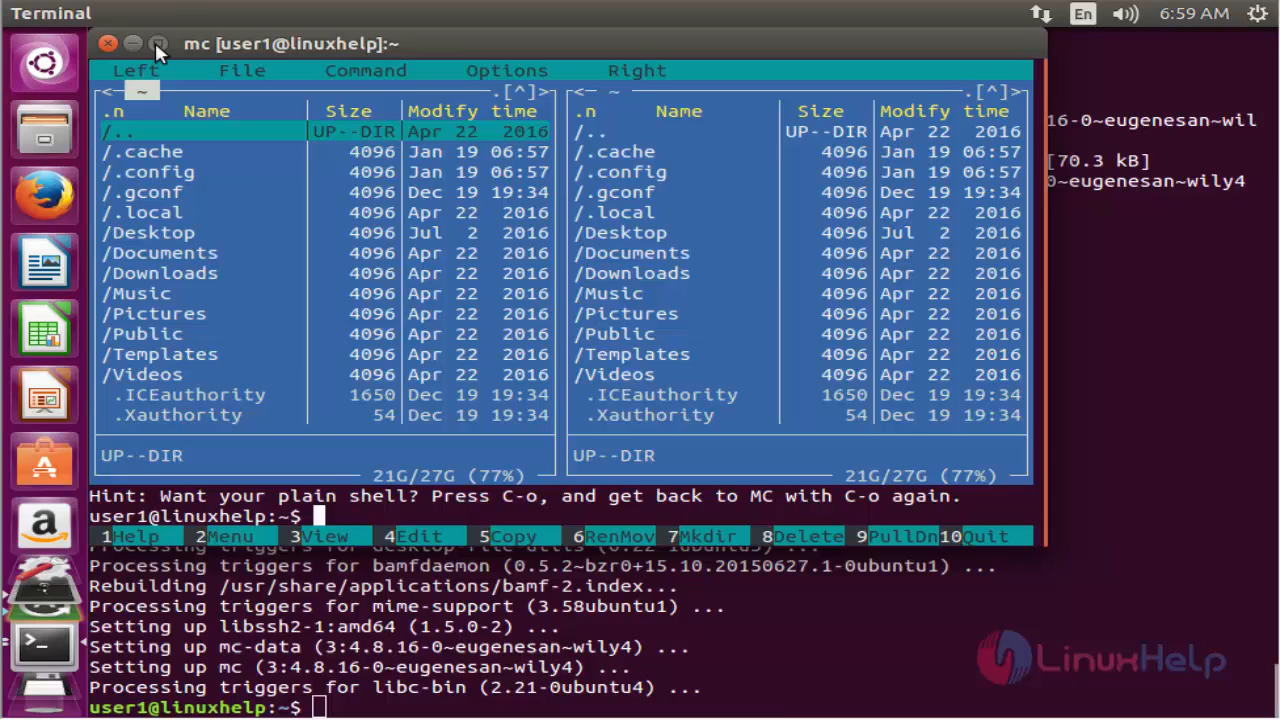 Terminal
En
6:59 AM
mc [user1@linuxhelp]:~
Left File Command Options Right
<─ ~ ─.[^]> <─ ~ ─.[^]>
.n Name Size Modify time .n Name Size Modify time
/.. UP--DIR Apr 22 2016 /.. UP--DIR Apr 22 2016
/.cache 4096 Jan 19 06:57 /.cache 4096 Jan 19 06:57
/.config 4096 Jan 19 06:57 /.config 4096 Jan 19 06:57
/.gconf 4096 Dec 19 19:34 /.gconf 4096 Dec 19 19:34
/.local 4096 Apr 22 2016 /.local 4096 Apr 22 2016
/Desktop 4096 Jul 2 2016 /Desktop 4096 Jul 2 2016
/Documents 4096 Apr 22 2016 /Documents 4096 Apr 22 2016
/Downloads 4096 Apr 22 2016 /Downloads 4096 Apr 22 2016
/Music 4096 Apr 22 2016 /Music 4096 Apr 22 2016
/Pictures 4096 Apr 22 2016 /Pictures 4096 Apr 22 2016
/Public 4096 Apr 22 2016 /Public 4096 Apr 22 2016
/Templates 4096 Apr 22 2016 /Templates 4096 Apr 22 2016
/Videos 4096 Apr 22 2016 /Videos 4096 Apr 22 2016
.ICEauthority 1650 Dec 19 19:34 .ICEauthority 1650 Dec 19 19:34
.Xauthority 54 Dec 19 19:34 .Xauthority 54 Dec 19 19:34
UP--DIR UP--DIR
21G/27G (77%) 21G/27G (77%)
Hint: Want your plain shell? Press C-o, and get back to MC with C-o again.
user1@linuxhelp:~$
1Help 2Menu 3View 4Edit 5Copy 6RenMov 7Mkdir 8Delete 9PullDn 10Quit
16-0~eugenesan~wil
[70.3 kB]
0~eugenesan~wily4
Processing triggers for bamfdaemon (0.5.2~bzr0+15.10.20150627.1-0ubuntu1) ...
Rebuilding /usr/share/applications/bamf-2.index...
Processing triggers for mime-support (3.58ubuntu1) ...
Setting up libssh2-1:amd64 (1.5.0-2) ...
Setting up mc-data (3:4.8.16-0~eugenesan~wily4) ...
Setting up mc (3:4.8.16-0~eugenesan~wily4) ...
Processing triggers for libc-bin (2.21-0ubuntu4) ...
user1@linuxhelp:~$
LinuxHelp